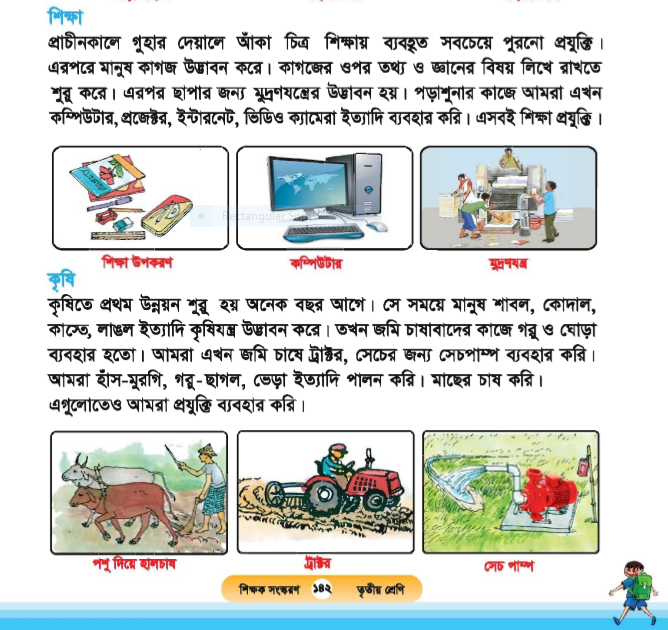 শিক্ষা
প্রাচীনকালে গুহার দেয়ালে আঁকা চিত্র শিক্ষায় ব্যবহৃত সবচেয়ে পুরনো প্রযুক্তি।
এরপরে মানুষ কাগজ উদ্ভাবন করে। কাগজের ওপর তথ্য ও জ্ঞানের বিষয় লিখে রাখতে
শুরু করে। এরপর ছাপার জন্য মুদ্রণযন্ত্রের উদ্ভাবন হয়। পড়াশুনার কাজে আমরা এখন
কম্পিউটার, প্রজেক্টর, ইন্টারনেট, ভিডিও ক্যামেরা ইত্যাদি ব্যবহার করি। এসবই শিক্ষা প্রযুক্তি।
Rectangular
শিক্ষা উপকরণ কম্পিউটার মুদ্রণযন্ত্র
কৃষি
কৃষিতে প্রথম উন্নয়ন শুরু হয় অনেক বছর আগে। সে সময়ে মানুষ শাবল, কোদাল,
কাস্তে, লাঙল ইত্যাদি কৃষিযন্ত্র উদ্ভাবন করে। তখন জমি চাষাবাদের কাজে গরু ও ঘোড়া
ব্যবহার হতো। আমরা এখন জমি চাষে ট্রাক্টর, সেচের জন্য সেচপাম্প ব্যবহার করি।
আমরা হাঁস-মুরগি, গরু-ছাগল, ভেড়া ইত্যাদি পালন করি। মাছের চাষ করি।
এগুলোতেও আমরা প্রযুক্তি ব্যবহার করি।
পশু দিয়ে হালচাষ ট্রাক্টর সেচ পাম্প
শিক্ষক সংস্করণ ১৪২ তৃতীয় শ্রেণি